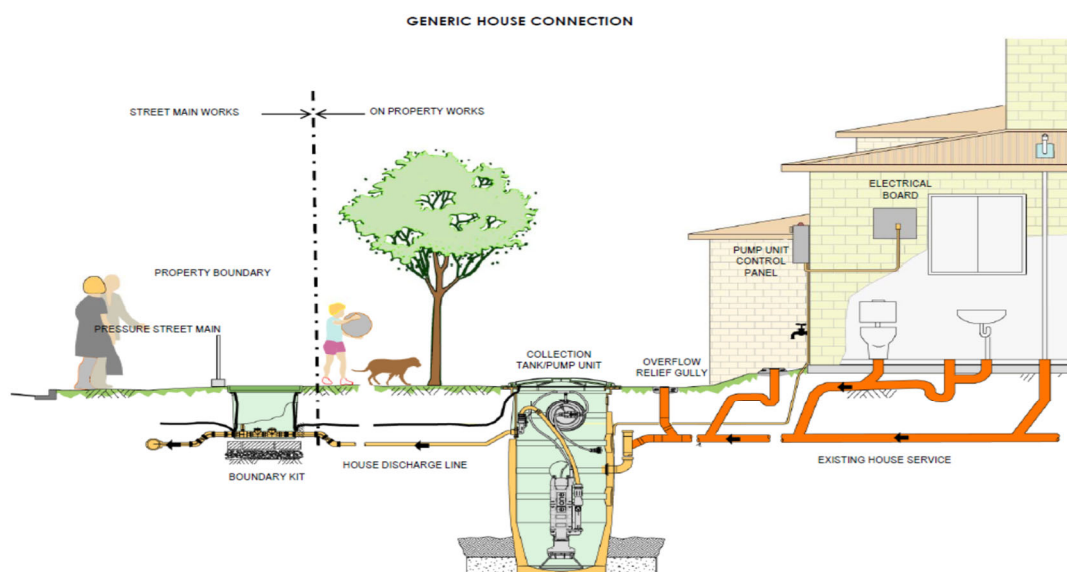 GENERIC HOUSE CONNECTION
STREET MAIN WORKS
ON PROPERTY WORKS
ELECTRICAL
BOARD
PUMP UNIT
CONTROL
PANEL
PROPERTY BOUNDARY
PRESSURE STREET MAIN
COLLECTION
TANK/PUMP UNIT
OVERFLOW
RELIEF GULLY
HOUSE DISCHARGE LINE
EXISTING HOUSE SERVICE
BOUNDARY KIT